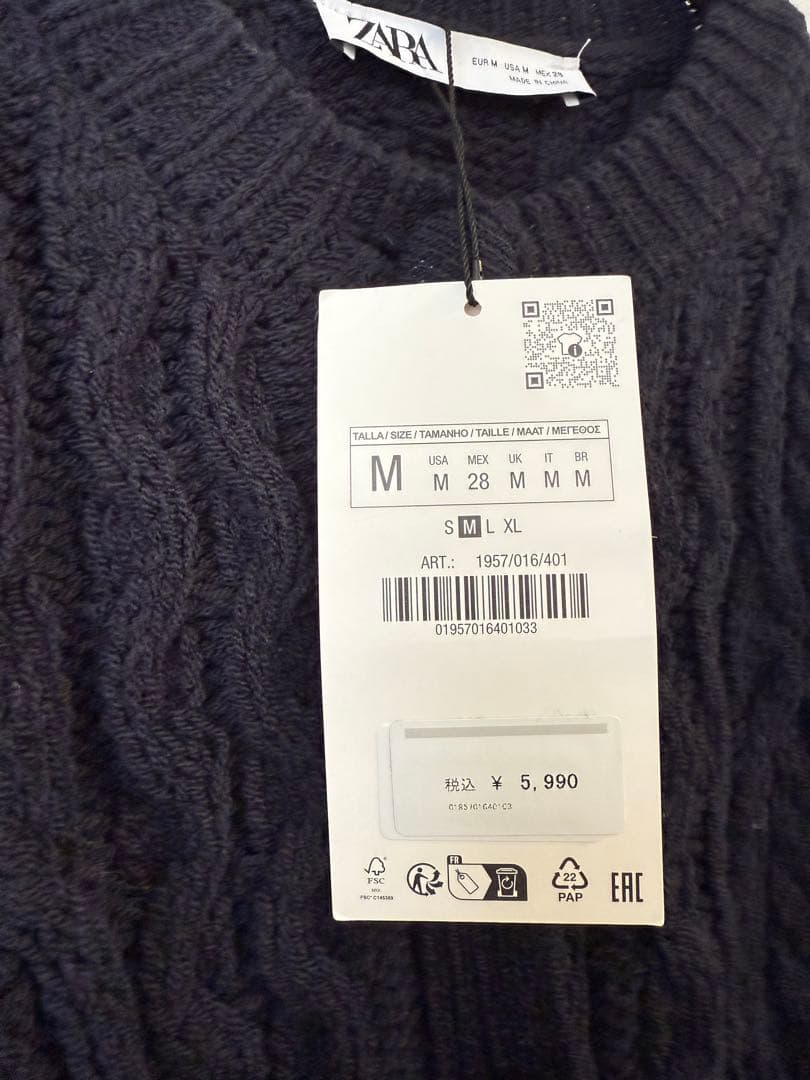 ZARA
EUR M USA M MEX 28
MADE IN CHINA
TALLA / SIZE / TAMANHO / TAILLE / MAAT / ΜΕΓΕΘΟΣ
M
USA MEX UK IT BR
M 28 M M M
S M L XL
ART.: 1957/016/401
01957016401033
税込 ¥ 5,990
FR
FSC
22
PAP
EAC